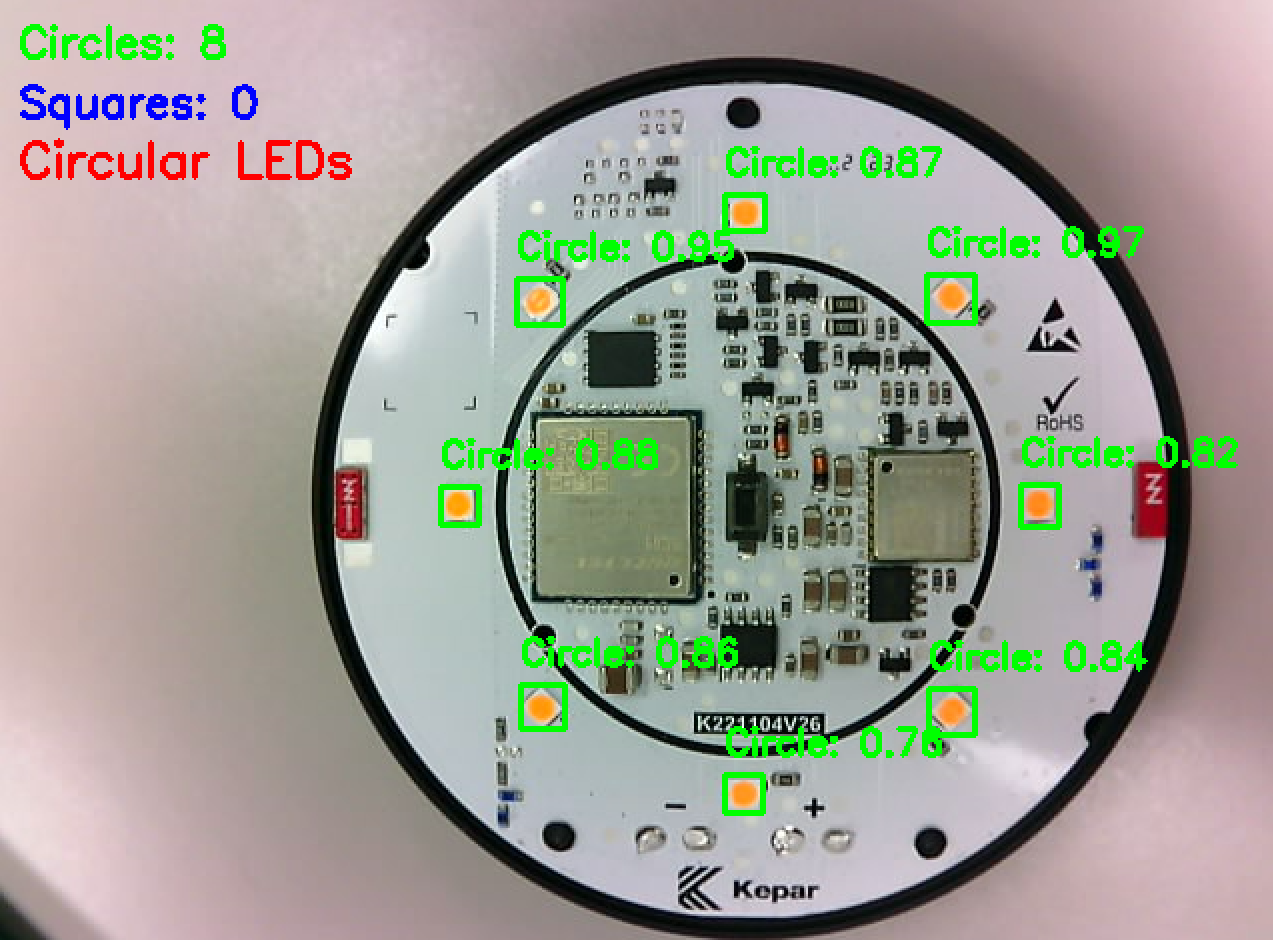 Circles: 8
Squares: 0
Circular LEDs
Circle: 0.87
Circle: 0.95
Circle: 0.97
RoHS
Circle: 0.88
Circle: 0.82
Circle: 0.86
Circle: 0.84
K221104V26
Circle: 0.76
− +
Kepar